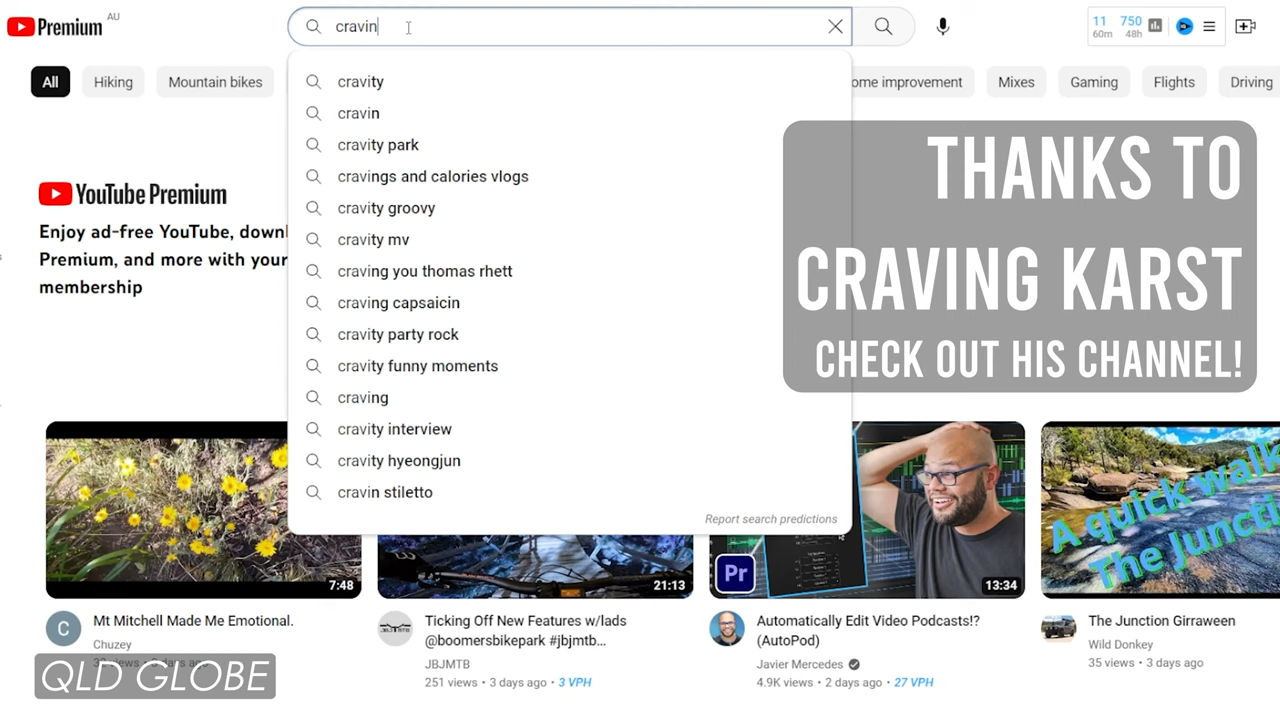 Premium
AU
cravin
11
60m
750
48h
All
Hiking
Mountain bikes
ome improvement
Mixes
Gaming
Flights
Driving
cravity
cravin
cravity park
cravings and calories vlogs
cravity groovy
cravity mv
craving you thomas rhett
craving capsaicin
cravity party rock
cravity funny moments
craving
cravity interview
cravity hyeongjun
cravin stiletto
Report search predictions
YouTube Premium
Enjoy ad-free YouTube, downl
Premium, and more with your
membership
THANKS TO
CRAVING KARST
CHECK OUT HIS CHANNEL!
7:48
21:13
Pr
13:34
A quick walk
The Juncti
C
Mt Mitchell Made Me Emotional.
Chuzey
32 views • 3 days ago
JBJMTB
Ticking Off New Features w/lads
@boomersbikepark #jbjmtb...
JBJMTB
251 views • 3 days ago
3 VPH
Automatically Edit Video Podcasts!?
(AutoPod)
Javier Mercedes
4.9K views • 2 days ago
27 VPH
The Junction Girraween
Wild Donkey
35 views • 3 days ago
QLD GLOBE